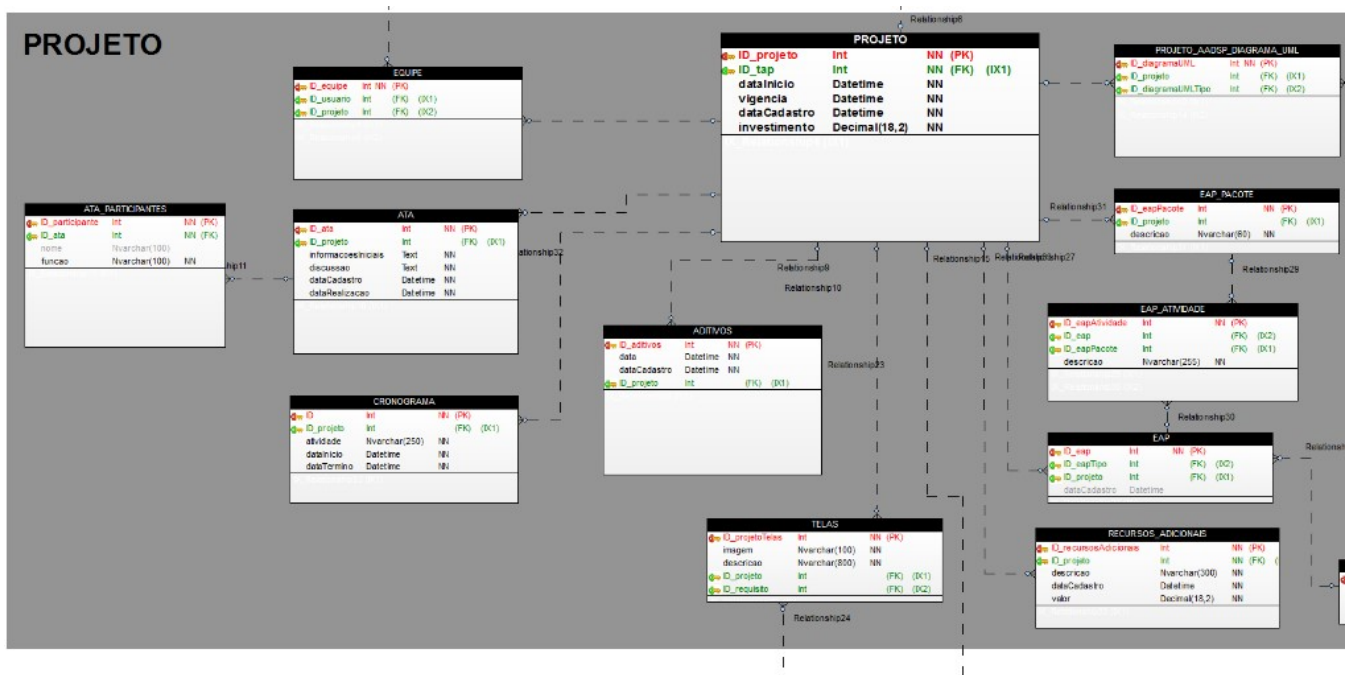 PROJETO
Relationship6
PROJETO
ID_projeto Int NN (PK)
ID_tap Int NN (FK) (IX1)
dataInicio Datetime NN
vigencia Datetime NN
dataCadastro Datetime NN
investimento Decimal(18,2) NN
EQUIPE
ID_equipe Int NN (PK)
ID_usuario Int (FK) (IX1)
ID_projeto Int (FK) (IX2)
PROJETO_AADSP_DIAGRAMA_UML
ID_diagramaUML Int NN (PK)
ID_projeto Int (FK) (IX1)
ID_diagramaUMLTipo Int (FK) (IX2)
ATA_PARTICIPANTES
ID_participante Int NN (PK)
ID_ata Int NN (FK)
nome Nvarchar(100)
funcao Nvarchar(100) NN
hip11
ATA
ID_ata Int NN (PK)
ID_projeto Int (FK) (IX1)
informacoesIniciais Text NN
discussao Text NN
dataCadastro Datetime NN
dataRealizacao Datetime NN
elationship32
Relationship31
EAP_PACOTE
ID_eapPacote Int NN (PK)
ID_projeto Int (FK) (IX1)
descricao Nvarchar(60) NN
Relationship9
Relationship10
Relationship15
Relationship27
Relationship29
EAP_ATIVIDADE
ID_eapAtividade Int NN (PK)
ID_eap Int (FK) (IX2)
ID_eapPacote Int (FK) (IX1)
descricao Nvarchar(255) NN
ADITIVOS
ID_aditivos Int NN (PK)
data Datetime NN
dataCadastro Datetime NN
ID_projeto Int (FK) (IX1)
Relationship23
CRONOGRAMA
ID Int NN (PK)
ID_projeto Int (FK) (IX1)
atividade Nvarchar(250) NN
dataInicio Datetime NN
dataTermino Datetime NN
Relationship30
EAP
ID_eap Int NN (PK)
ID_eapTipo Int (FK) (IX2)
ID_projeto Int (FK) (IX1)
dataCadastro Datetime
Relationsh
TELAS
ID_projetoTelas Int NN (PK)
imagem Nvarchar(100) NN
descricao Nvarchar(800) NN
ID_projeto Int (FK) (IX1)
ID_requisito Int (FK) (IX2)
Relationship24
RECURSOS_ADICIONAIS
ID_recursosAdicionais Int NN (PK)
ID_projeto Int NN (FK) (
descricao Nvarchar(300) NN
dataCadastro Datetime NN
valor Decimal(18,2) NN